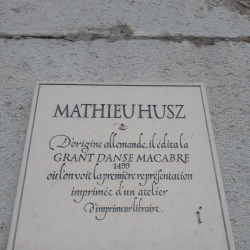 MATHIEU HUSZ
D'origine allemande, il édita la
GRANT DANSE MACABRE
1499
où l'on voit la première représentation
imprimée d'un atelier
d'imprimeur libraire.